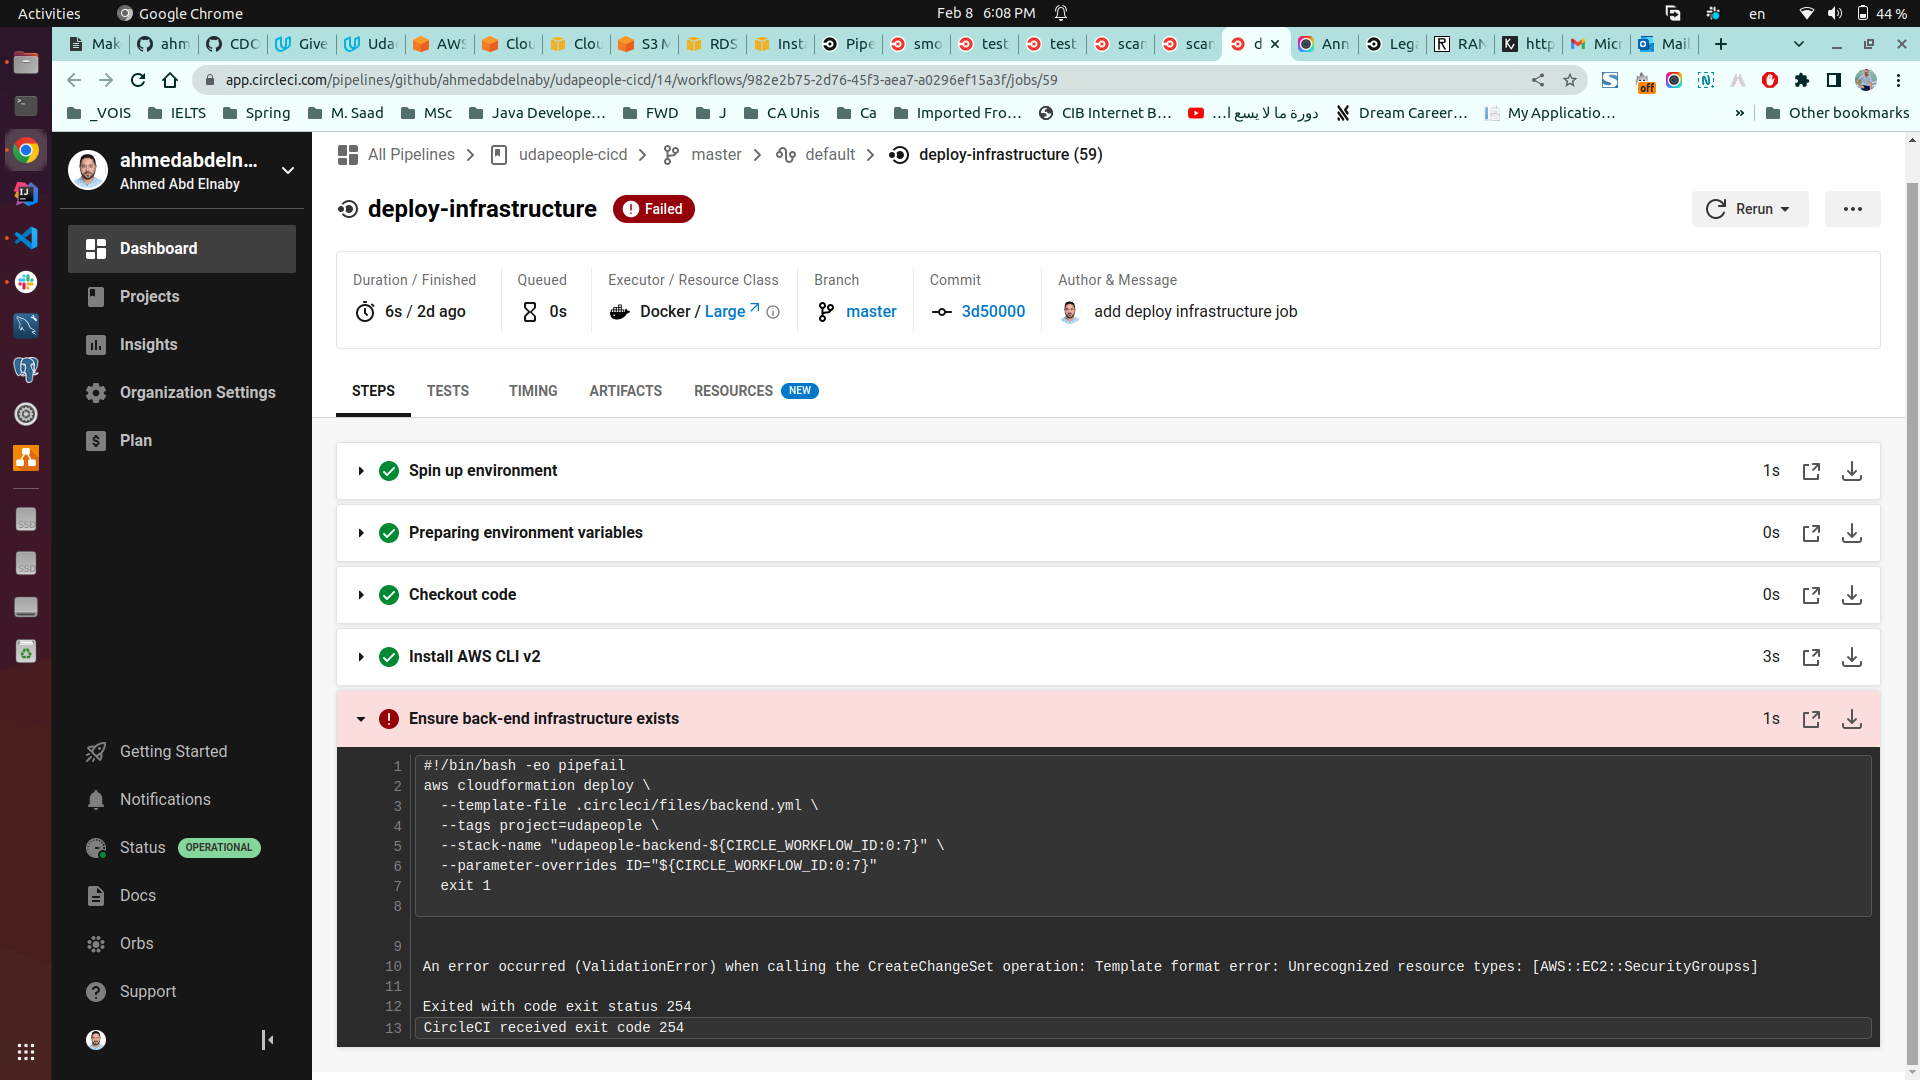 Activities
Google Chrome
Feb 8 6:08 PM
en
44 %
Mak
ahm
CDC
Give
Uda
AWS
Clou
Clou
S3 M
RDS
Inst
Pipe
smo
test
test
scar
scar
d
Ann
Lega
RAN
http
Micr
Mail
app.circleci.com/pipelines/github/ahmedabdelnaby/udapeople-cicd/14/workflows/982e2b75-2d76-45f3-aea7-a0296ef15a3f/jobs/59
off
_VOIS
IELTS
Spring
M. Saad
MSc
Java Develope...
FWD
J
CA Unis
Ca
Imported Fro...
CIB Internet B...
دورة ما لا يسع ا...
Dream Career...
My Applicatio...
»
Other bookmarks
ahmedabdeln...
Ahmed Abd Elnaby
Dashboard
Projects
Insights
Organization Settings
Plan
Getting Started
Notifications
Status OPERATIONAL
Docs
Orbs
Support
All Pipelines
udapeople-cicd
master
default
deploy-infrastructure (59)
deploy-infrastructure
Failed
Rerun
Duration / Finished
6s / 2d ago
Queued
0s
Executor / Resource Class
Docker / Large
Branch
master
Commit
3d50000
Author & Message
add deploy infrastructure job
STEPS
TESTS
TIMING
ARTIFACTS
RESOURCES NEW
Spin up environment 1s
Preparing environment variables 0s
Checkout code 0s
Install AWS CLI v2 3s
Ensure back-end infrastructure exists 1s
1 #!/bin/bash -eo pipefail
2 aws cloudformation deploy \
3 --template-file .circleci/files/backend.yml \
4 --tags project=udapeople \
5 --stack-name "udapeople-backend-${CIRCLE_WORKFLOW_ID:0:7}" \
6 --parameter-overrides ID="${CIRCLE_WORKFLOW_ID:0:7}"
7 exit 1
8
9
10 An error occurred (ValidationError) when calling the CreateChangeSet operation: Template format error: Unrecognized resource types: [AWS::EC2::SecurityGroupss]
11
12 Exited with code exit status 254
13 CircleCI received exit code 254